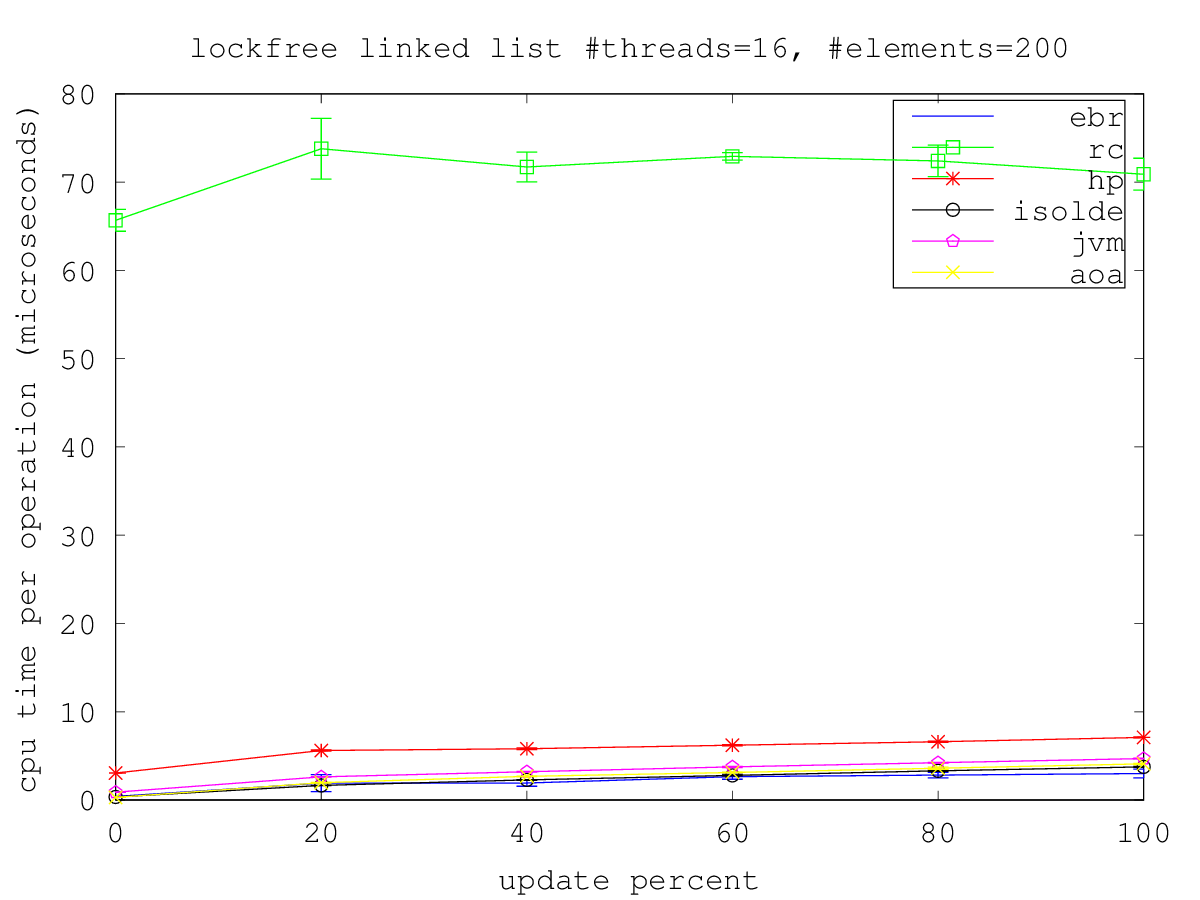 lockfree linked list #threads=16, #elements=200
cpu time per operation (microseconds)
80
70
60
50
40
30
20
10
0
ebr
rc
hp
isolde
jvm
aoa
0 20 40 60 80 100
update percent